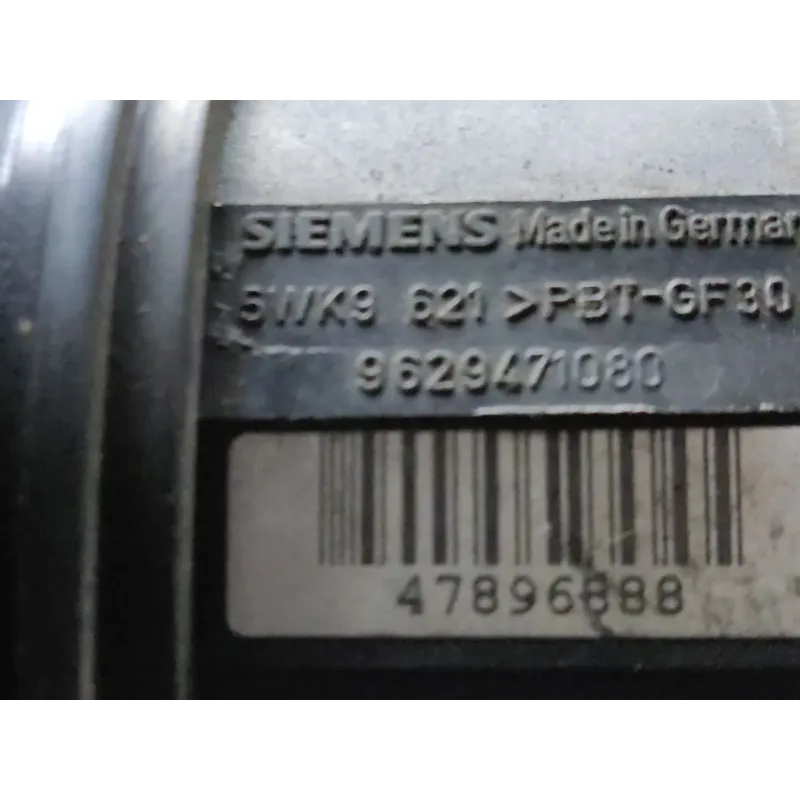 SIEMENS Made in German
5WK9 621 >PBT-GF30
9629471080
47896888